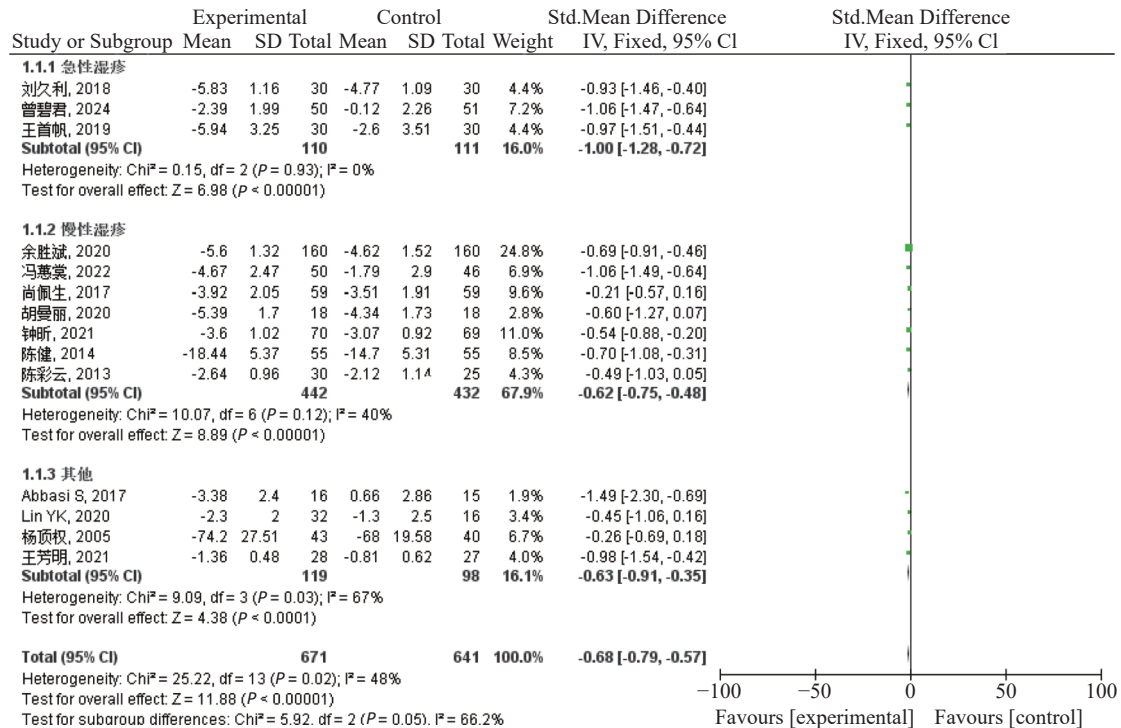 Experimental Control Std.Mean Difference Std.Mean Difference
Study or Subgroup Mean SD Total Mean SD Total Weight IV, Fixed, 95% Cl IV, Fixed, 95% Cl
1.1.1 急性湿疹
刘久利, 2018 -5.83 1.16 30 -4.77 1.09 30 4.4% -0.93 [-1.46, -0.40]
曾碧君, 2024 -2.39 1.99 50 -0.12 2.26 51 7.2% -1.06 [-1.47, -0.64]
王首帆, 2019 -5.94 3.25 30 -2.6 3.51 30 4.4% -0.97 [-1.51, -0.44]
Subtotal (95% CI) 110 111 16.0% -1.00 [-1.28, -0.72]
Heterogeneity: Chi² = 0.15, df = 2 (P = 0.93); I² = 0%
Test for overall effect: Z = 6.98 (P < 0.00001)
1.1.2 慢性湿疹
余胜斌, 2020 -5.6 1.32 160 -4.62 1.52 160 24.8% -0.69 [-0.91, -0.46]
冯蕙裳, 2022 -4.67 2.47 50 -1.79 2.9 46 6.9% -1.06 [-1.49, -0.64]
尚佩生, 2017 -3.92 2.05 59 -3.51 1.91 59 9.6% -0.21 [-0.57, 0.16]
胡曼丽, 2020 -5.39 1.7 18 -4.34 1.73 18 2.8% -0.60 [-1.27, 0.07]
钟昕, 2021 -3.6 1.02 70 -3.07 0.92 69 11.0% -0.54 [-0.88, -0.20]
陈健, 2014 -18.44 5.37 55 -14.7 5.31 55 8.5% -0.70 [-1.08, -0.31]
陈彩云, 2013 -2.64 0.96 30 -2.12 1.14 25 4.3% -0.49 [-1.03, 0.05]
Subtotal (95% CI) 442 432 67.9% -0.62 [-0.75, -0.48]
Heterogeneity: Chi² = 10.07, df = 6 (P = 0.12); I² = 40%
Test for overall effect: Z = 8.89 (P < 0.00001)
1.1.3 其他
Abbasi S, 2017 -3.38 2.4 16 0.66 2.86 15 1.9% -1.49 [-2.30, -0.69]
Lin YK, 2020 -2.3 2 32 -1.3 2.5 16 3.4% -0.45 [-1.06, 0.16]
杨顶权, 2005 -74.2 27.51 43 -68 19.58 40 6.7% -0.26 [-0.69, 0.18]
王芳明, 2021 -1.36 0.48 28 -0.81 0.62 27 4.0% -0.98 [-1.54, -0.42]
Subtotal (95% CI) 119 98 16.1% -0.63 [-0.91, -0.35]
Heterogeneity: Chi² = 9.09, df = 3 (P = 0.03); I² = 67%
Test for overall effect: Z = 4.38 (P < 0.0001)
Total (95% CI) 671 641 100.0% -0.68 [-0.79, -0.57]
Heterogeneity: Chi² = 25.22, df = 13 (P = 0.02); I² = 48%
Test for overall effect: Z = 11.88 (P < 0.00001)
Test for subgroup differences: Chi² = 5.92, df = 2 (P = 0.05), I² = 66.2%
−100 −50 0 50 100
Favours [experimental] Favours [control]